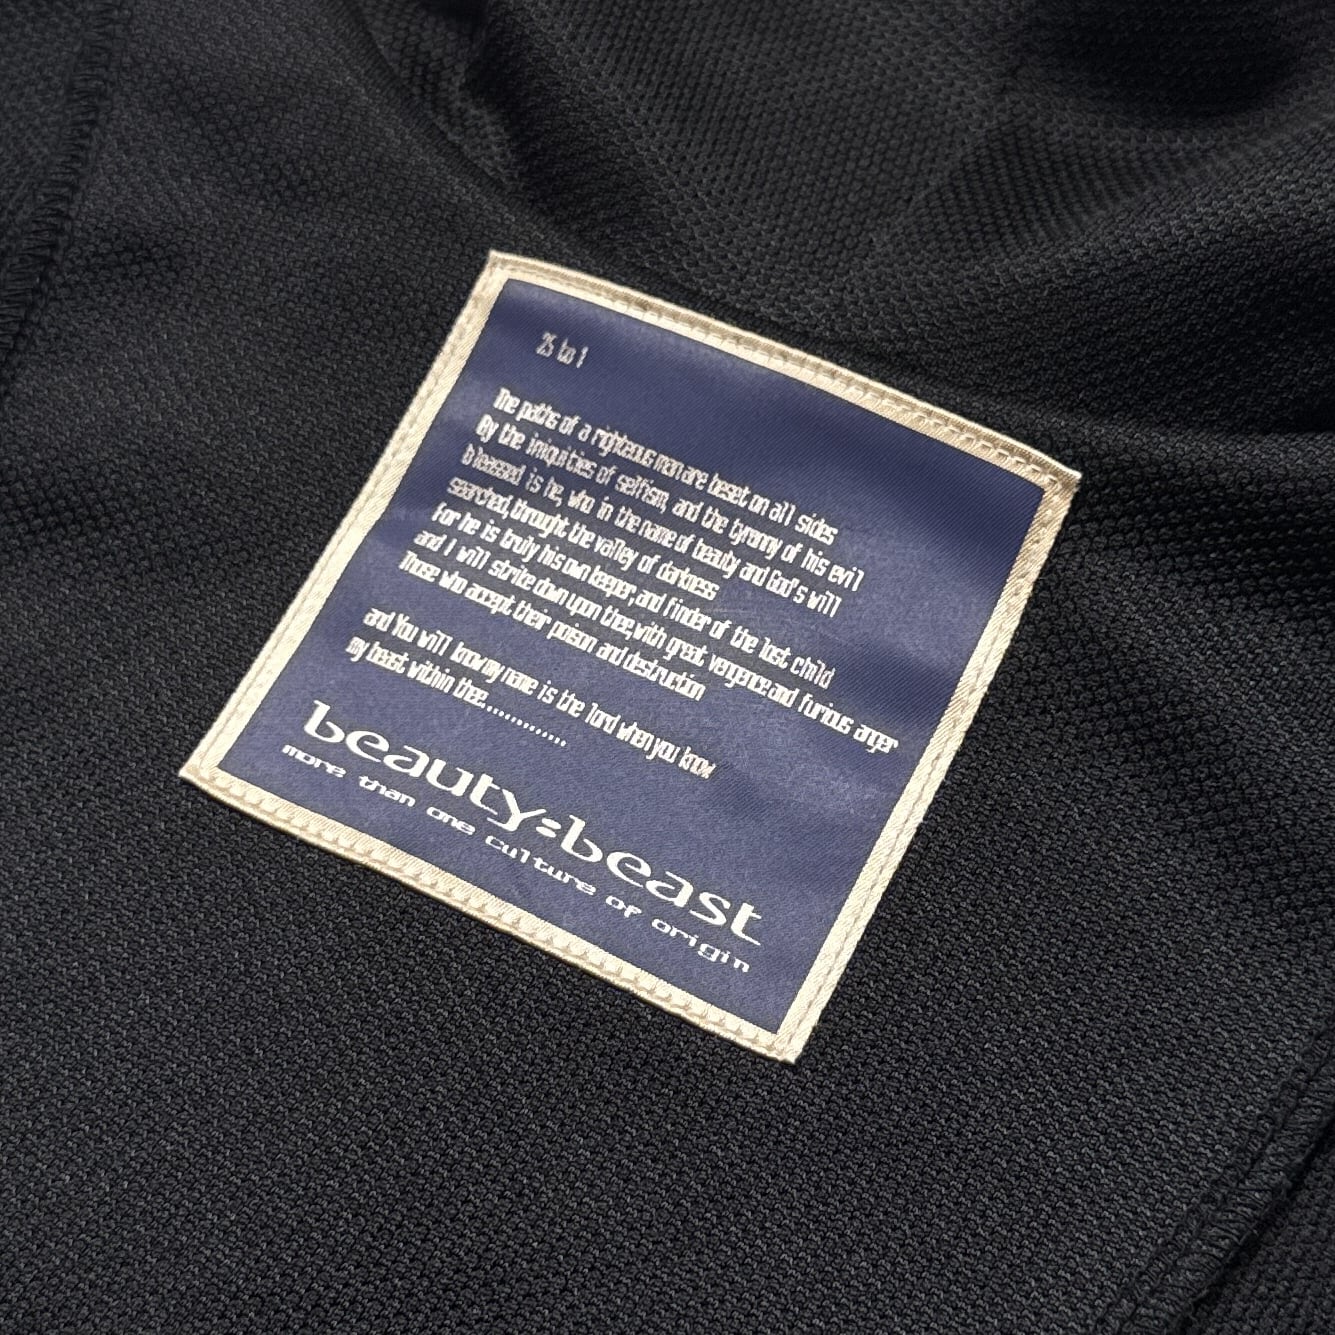 25 to 1
The paths of a righteous man are beset on all sides
By the iniquities of selfism, and the tyranny of his evil
bleassed is he, who in the name of beauty and God's will
searched, throught the valley of darkness
For he is truly his own keeper, and finder of the lost child
and I will strike down upon thee, with great vengence and furious anger
Those who accept their poison and destruction
and You will know my name is the lord when you know
my beast within thee.............
beauty:beast
more than one culture of origin